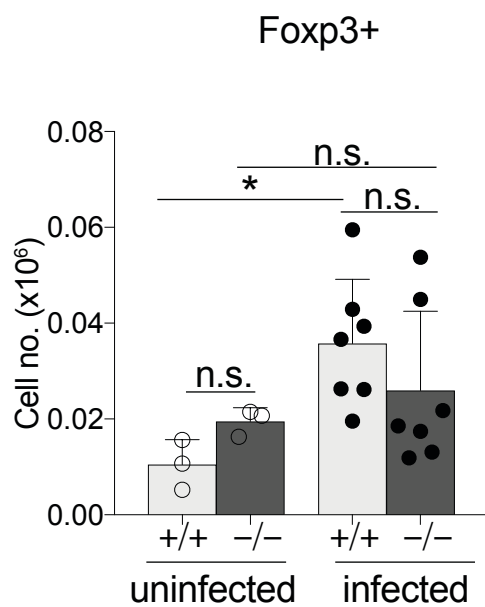 Foxp3+
0.08
n.s.
*
n.s.
0.06
Cell no. (x10⁶)
0.04
n.s.
0.02
0.00
+/+ −/− +/+ −/−
uninfected infected